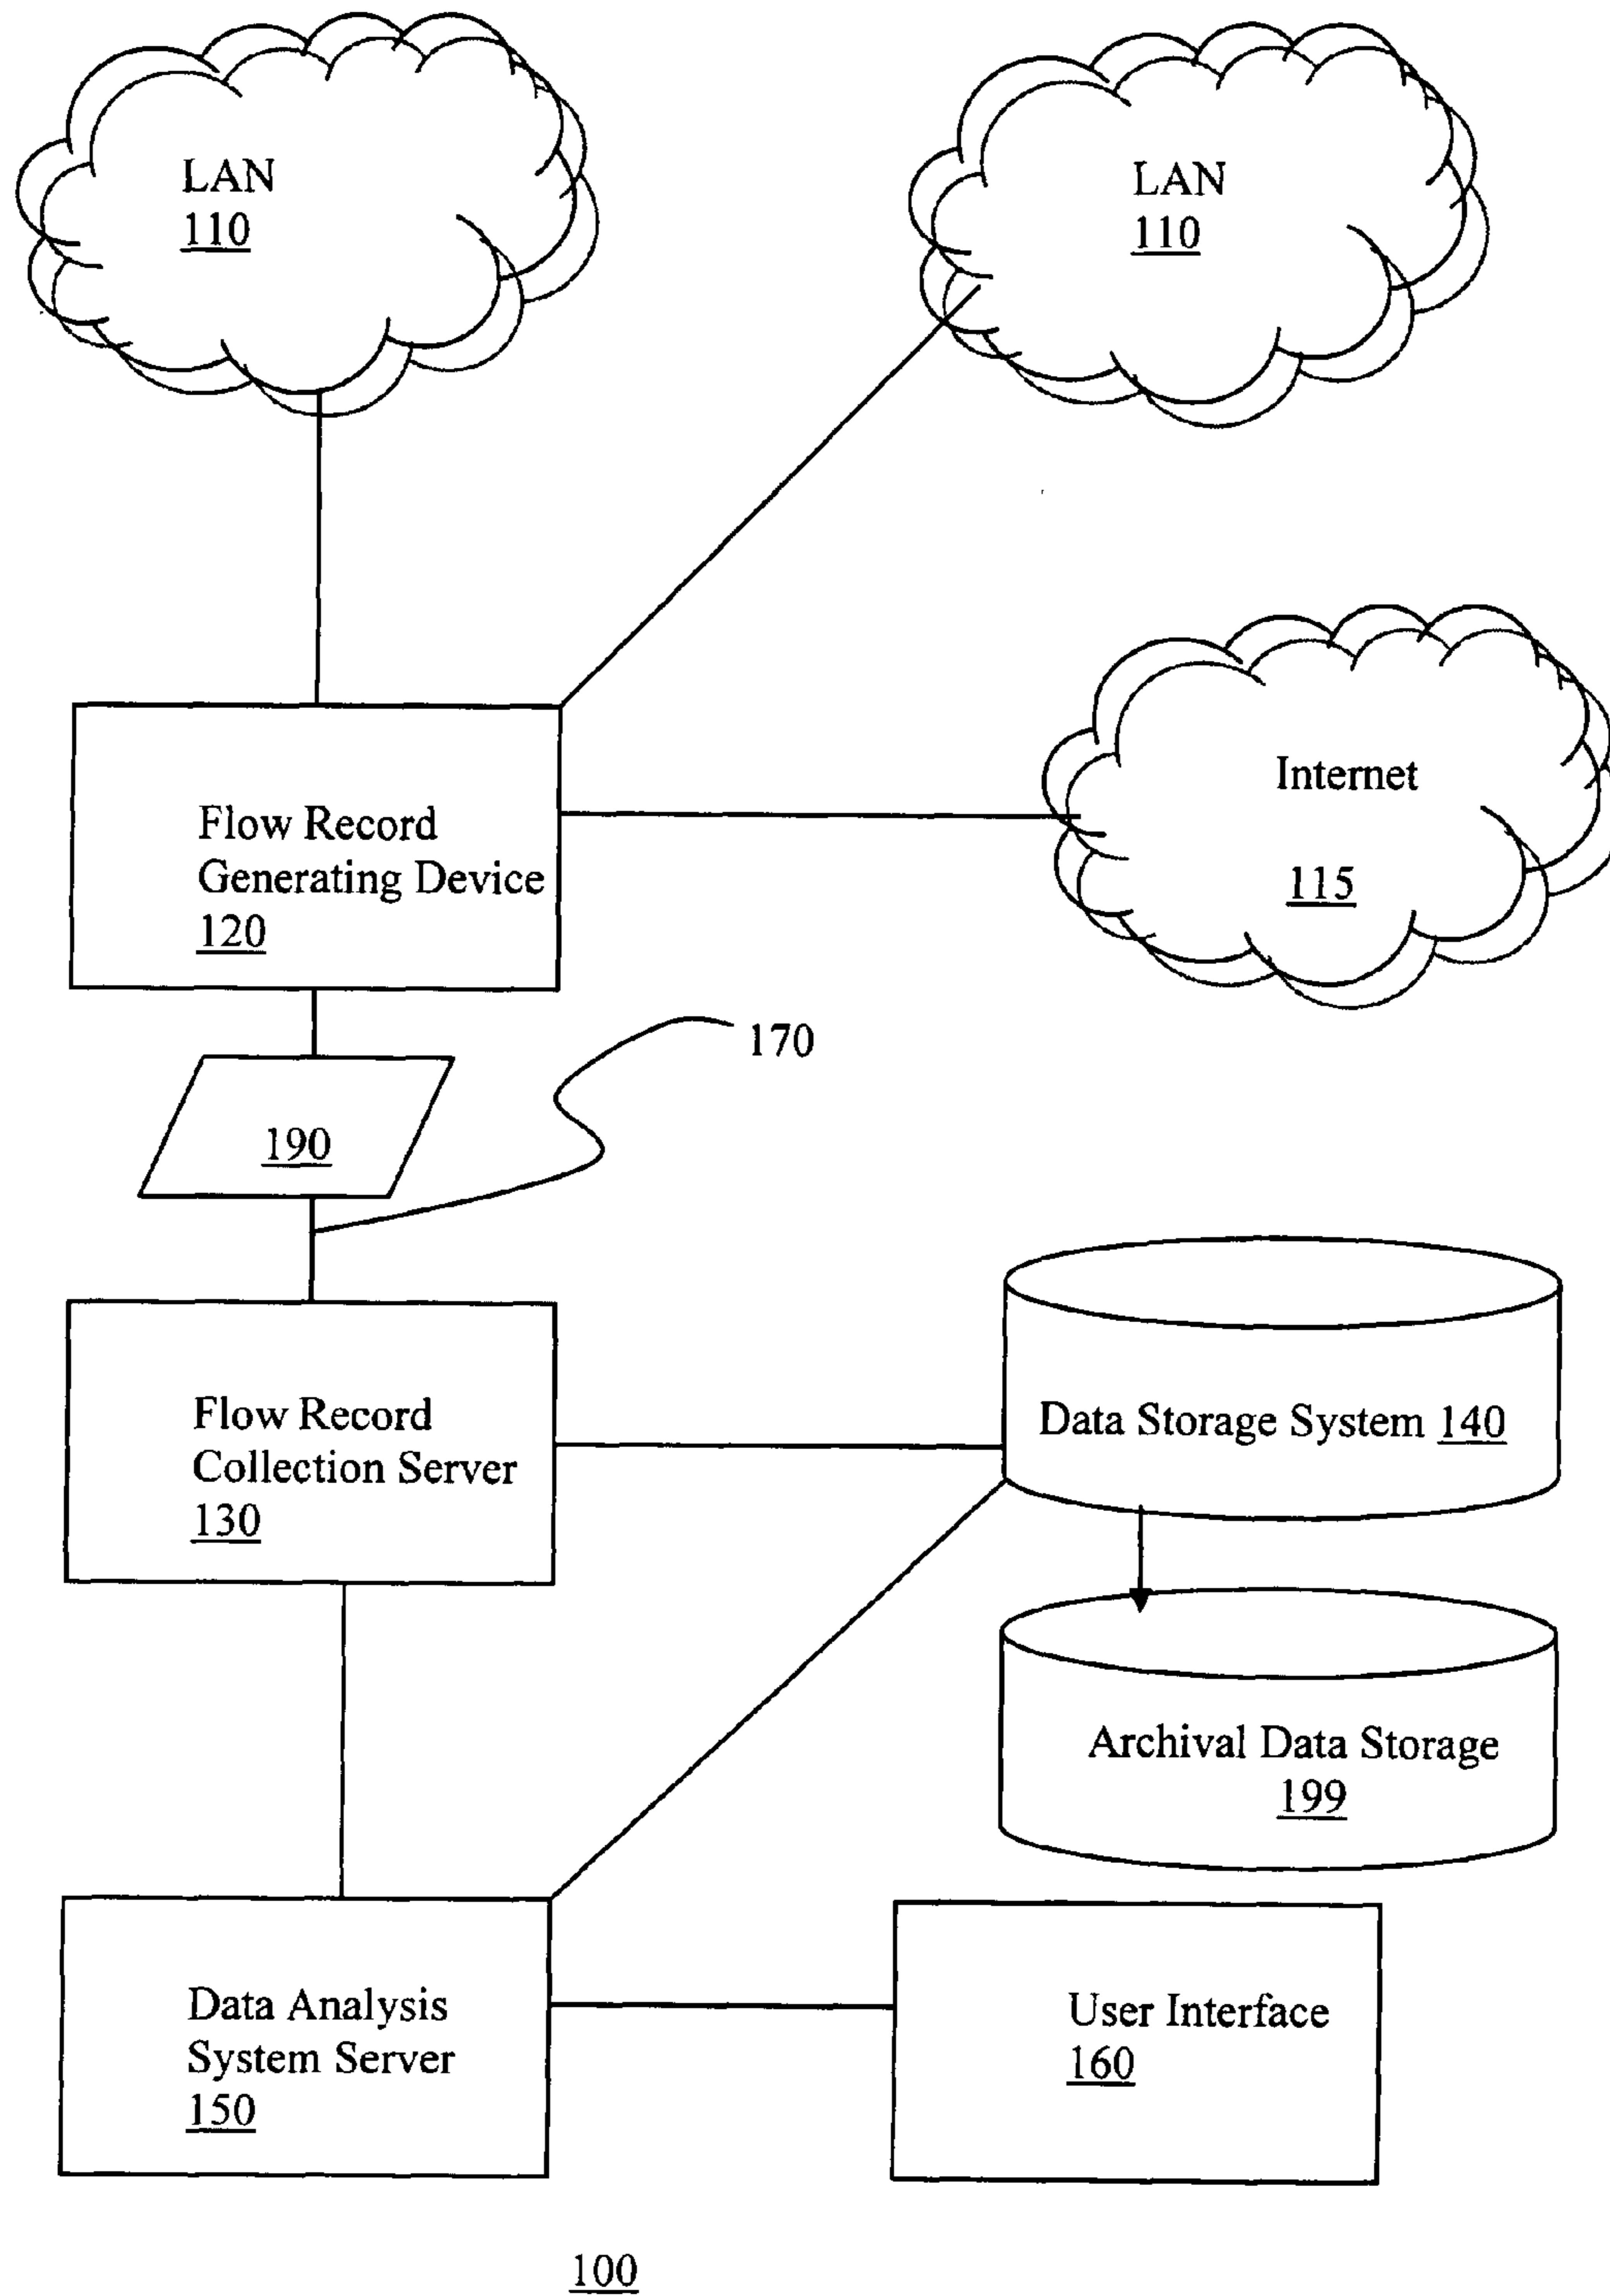 LAN
110
LAN
110
Internet
115
Flow Record
Generating Device
120
170
190
Flow Record
Collection Server
130
Data Storage System 140
Archival Data Storage
199
Data Analysis
System Server
150
User Interface
160
100